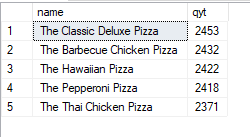 name qyt
1 The Classic Deluxe Pizza 2453
2 The Barbecue Chicken Pizza 2432
3 The Hawaiian Pizza 2422
4 The Pepperoni Pizza 2418
5 The Thai Chicken Pizza 2371